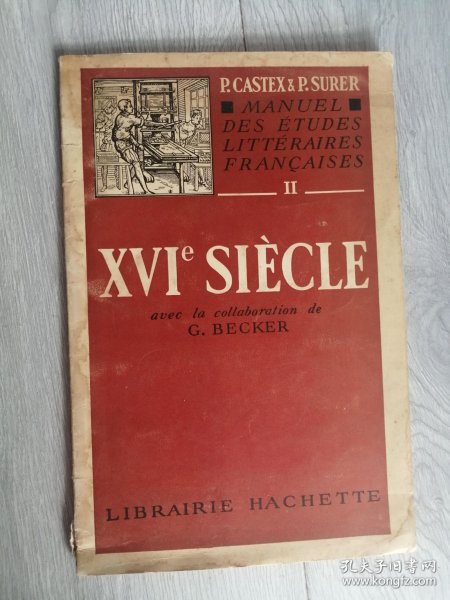 P. CASTEX & P. SURER
MANUEL
DES ÉTUDES
LITTÉRAIRES
FRANÇAISES
II
XVIe SIÈCLE
avec la collaboration de
G. BECKER
LIBRAIRIE HACHETTE
孔夫子旧书网
www.kongfz.com